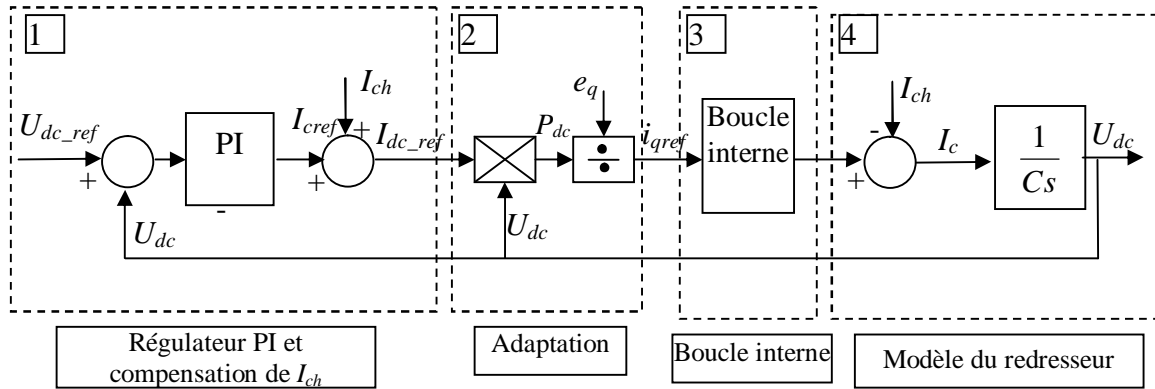 1
2
3
4
I_ch
e_q
I_ch
U_dc_ref
PI
I_cref
+
I_dc_ref
P_dc
i_qref
Boucle
interne
-
I_c
1
Cs
U_dc
+
+
+
-
U_dc
U_dc
Régulateur PI et
compensation de I_ch
Adaptation
Boucle interne
Modèle du redresseur